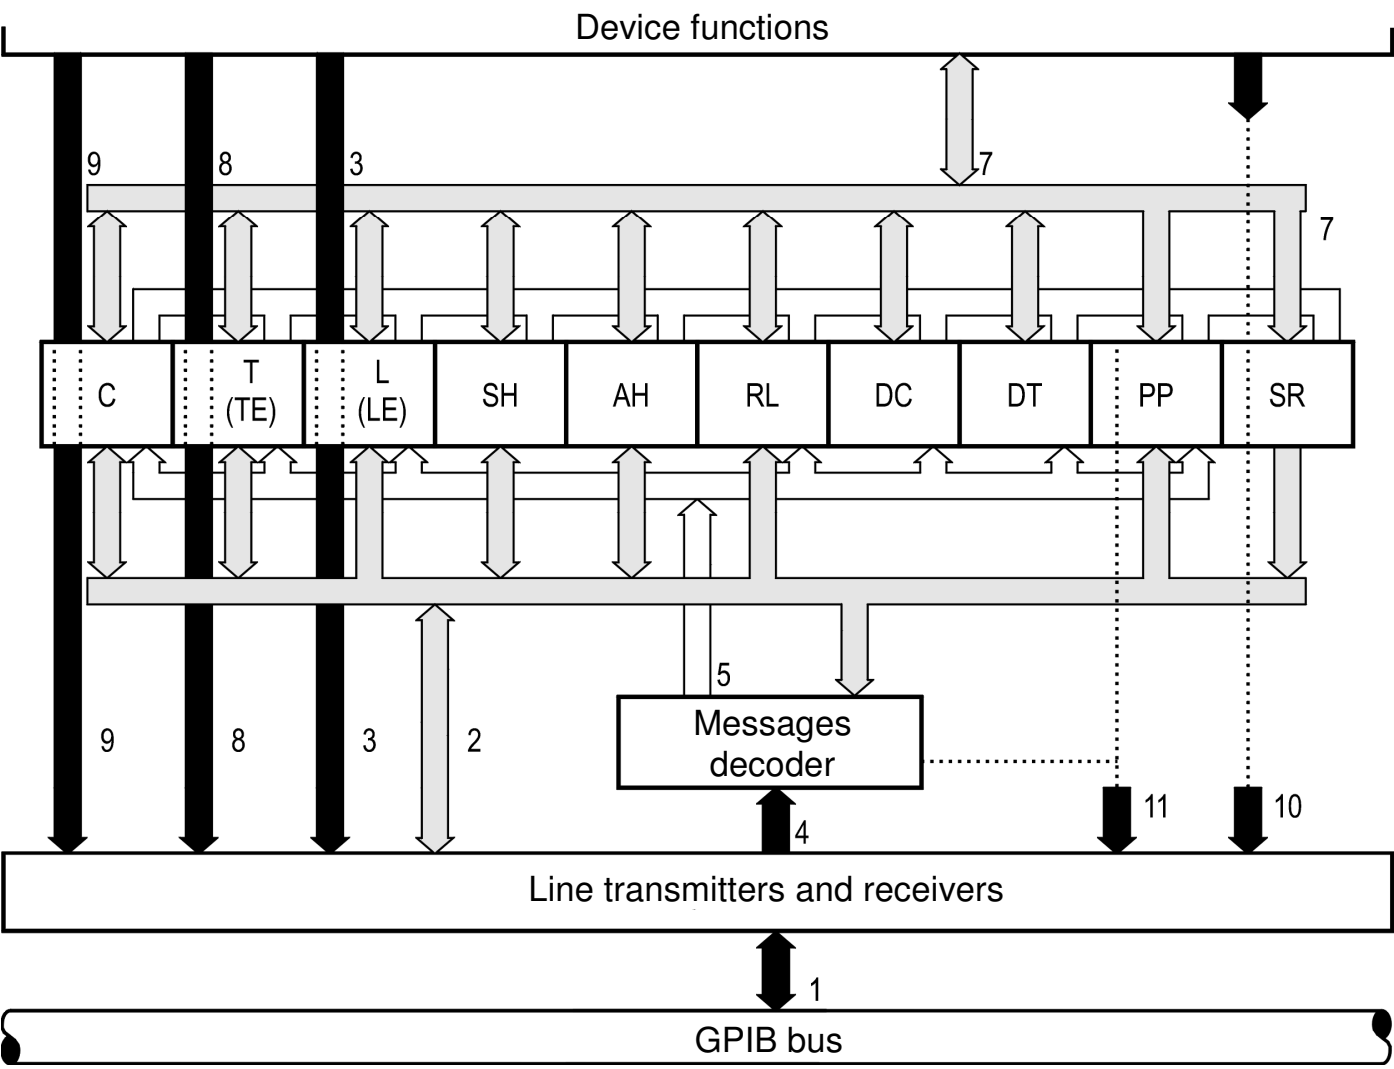 Device functions
9 8 3 7
7
C T (TE) L (LE) SH AH RL DC DT PP SR
5
Messages
decoder
9 8 3 2
11 10
4
Line transmitters and receivers
1
GPIB bus